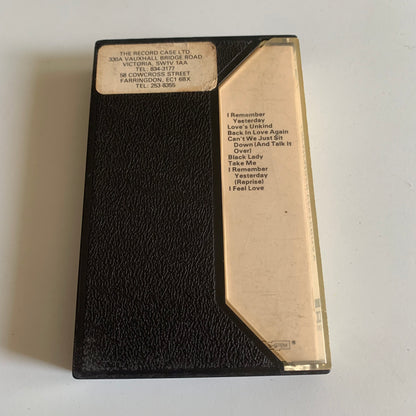 THE RECORD CASE LTD.
330A VAUXHALL BRIDGE ROAD
VICTORIA, SW1V 1AA
TEL: 834-3177
58 COWCROSS STREET
FARRINGDON, EC1 6BX
TEL: 253 8355
I Remember
Yesterday
Love's Unkind
Back In Love Again
Can't We Just Sit
Down (And Talk It
Over)
Black Lady
Take Me
I Remember
Yesterday
(Reprise)
I Feel Love